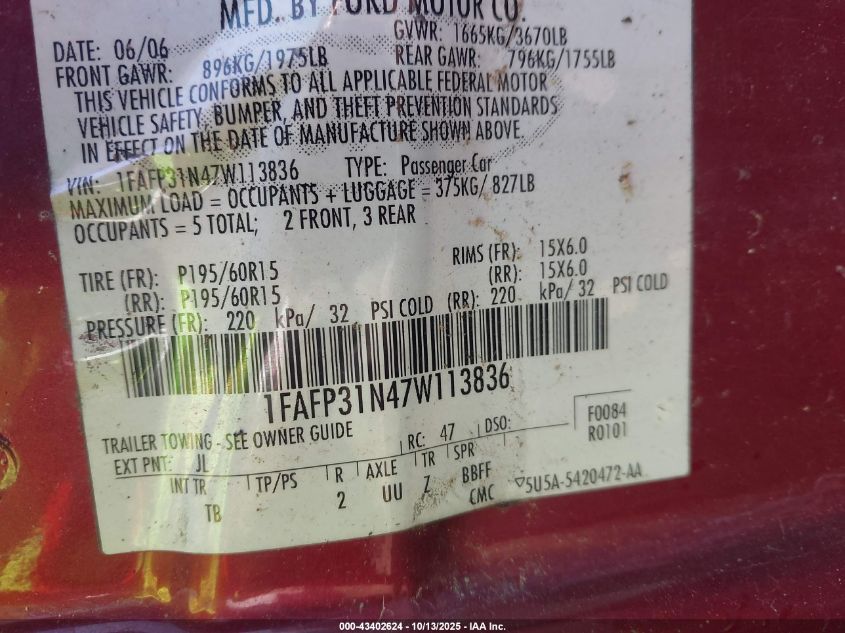 MFD. BY FORD MOTOR CO.
DATE: 06/06 GVWR: 1665KG/3670LB
FRONT GAWR: 896KG/1975LB REAR GAWR: 796KG/1755LB
THIS VEHICLE CONFORMS TO ALL APPLICABLE FEDERAL MOTOR
VEHICLE SAFETY, BUMPER, AND THEFT PREVENTION STANDARDS
IN EFFECT ON THE DATE OF MANUFACTURE SHOWN ABOVE.
VIN: 1FAFP31N47W113836 TYPE: Passenger Car
MAXIMUM LOAD = OCCUPANTS + LUGGAGE = 375KG/ 827LB
OCCUPANTS = 5 TOTAL; 2 FRONT, 3 REAR
TIRE (FR): P195/60R15 RIMS (FR): 15X6.0
(RR): P195/60R15 (RR): 15X6.0
PRESSURE (FR): 220 kPa/ 32 PSI COLD (RR): 220 kPa/ 32 PSI COLD
1FAFP31N47W113836
TRAILER TOWING - SEE OWNER GUIDE RC: 47 DSO: F0084
EXT PNT: JL R0101
INT TR TP/PS R AXLE TR SPR
TB 2 UU Z BBFF
CMC 5U5A-5420472-AA
000-43402624 - 10/13/2025 - IAA Inc.